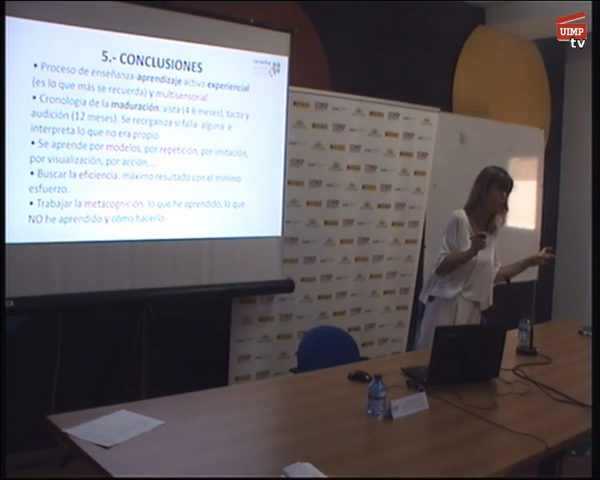 5.- CONCLUSIONES
• Proceso de enseñanza-aprendizaje activo experiencial
(es lo que más se recuerda) y multisensorial.
• Cronología de la maduración: vista (4-6 meses), tacto y
audición (12 meses). Se reorganiza si falla alguna e
interpreta lo que no era propio.
• Se aprende por modelos, por repetición, por imitación,
por visualización, por acción,...
• Buscar la eficiencia: máximo resultado con el mínimo
esfuerzo.
• Trabajar la metacognición: lo que he aprendido, lo que
NO he aprendido y cómo hacerlo.
UIMP
tv